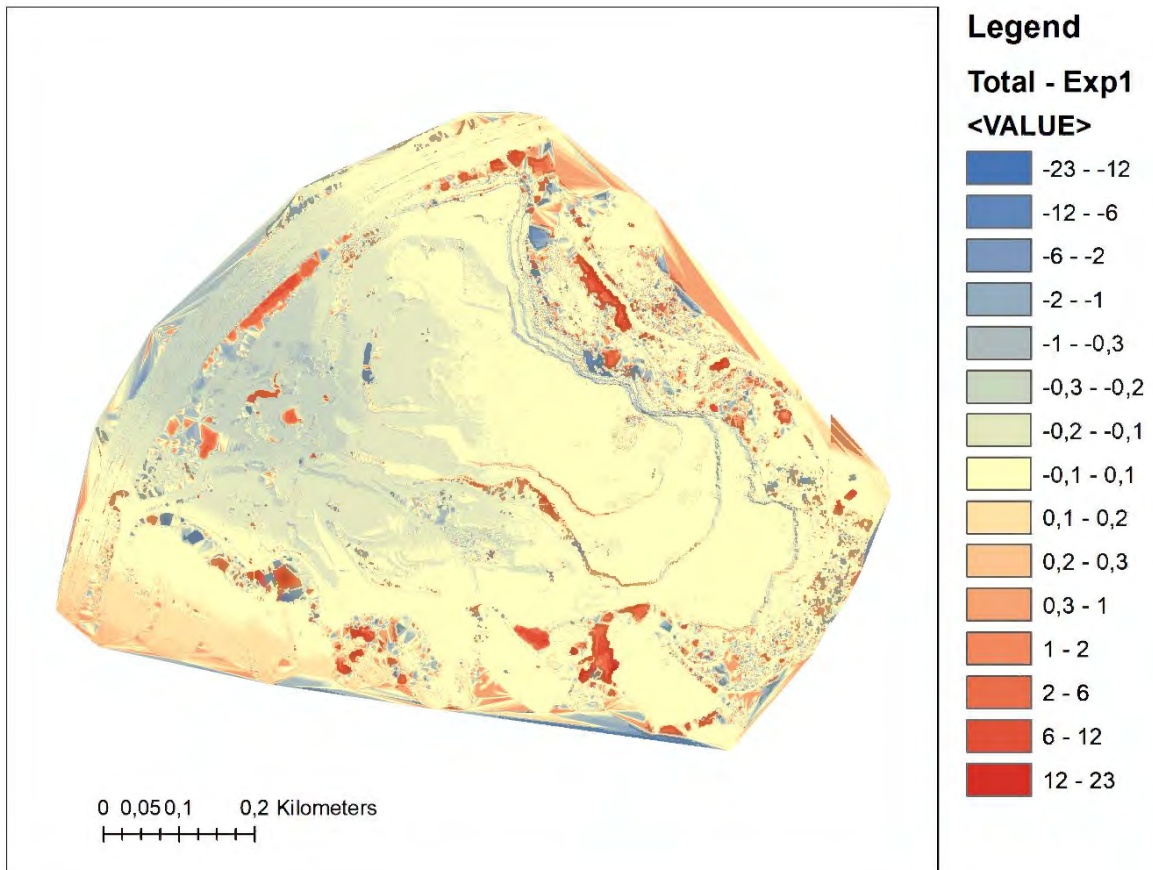 Legend
Total - Exp1
<VALUE>
-23 - -12
-12 - -6
-6 - -2
-2 - -1
-1 - -0,3
-0,3 - -0,2
-0,2 - -0,1
-0,1 - 0,1
0,1 - 0,2
0,2 - 0,3
0,3 - 1
1 - 2
2 - 6
6 - 12
12 - 23
0 0,05 0,1 0,2 Kilometers